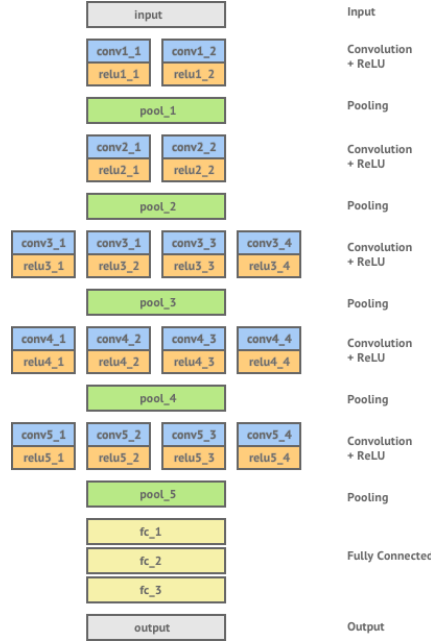 input Input
conv1_1 conv1_2 Convolution
relu1_1 relu1_2 + ReLU
pool_1 Pooling
conv2_1 conv2_2 Convolution
relu2_1 relu2_2 + ReLU
pool_2 Pooling
conv3_1 conv3_1 conv3_3 conv3_4 Convolution
relu3_1 relu3_2 relu3_3 relu3_4 + ReLU
pool_3 Pooling
conv4_1 conv4_2 conv4_3 conv4_4 Convolution
relu4_1 relu4_2 relu4_3 relu4_4 + ReLU
pool_4 Pooling
conv5_1 conv5_2 conv5_3 conv5_4 Convolution
relu5_1 relu5_2 relu5_3 relu5_4 + ReLU
pool_5 Pooling
fc_1
fc_2 Fully Connected
fc_3
output Output